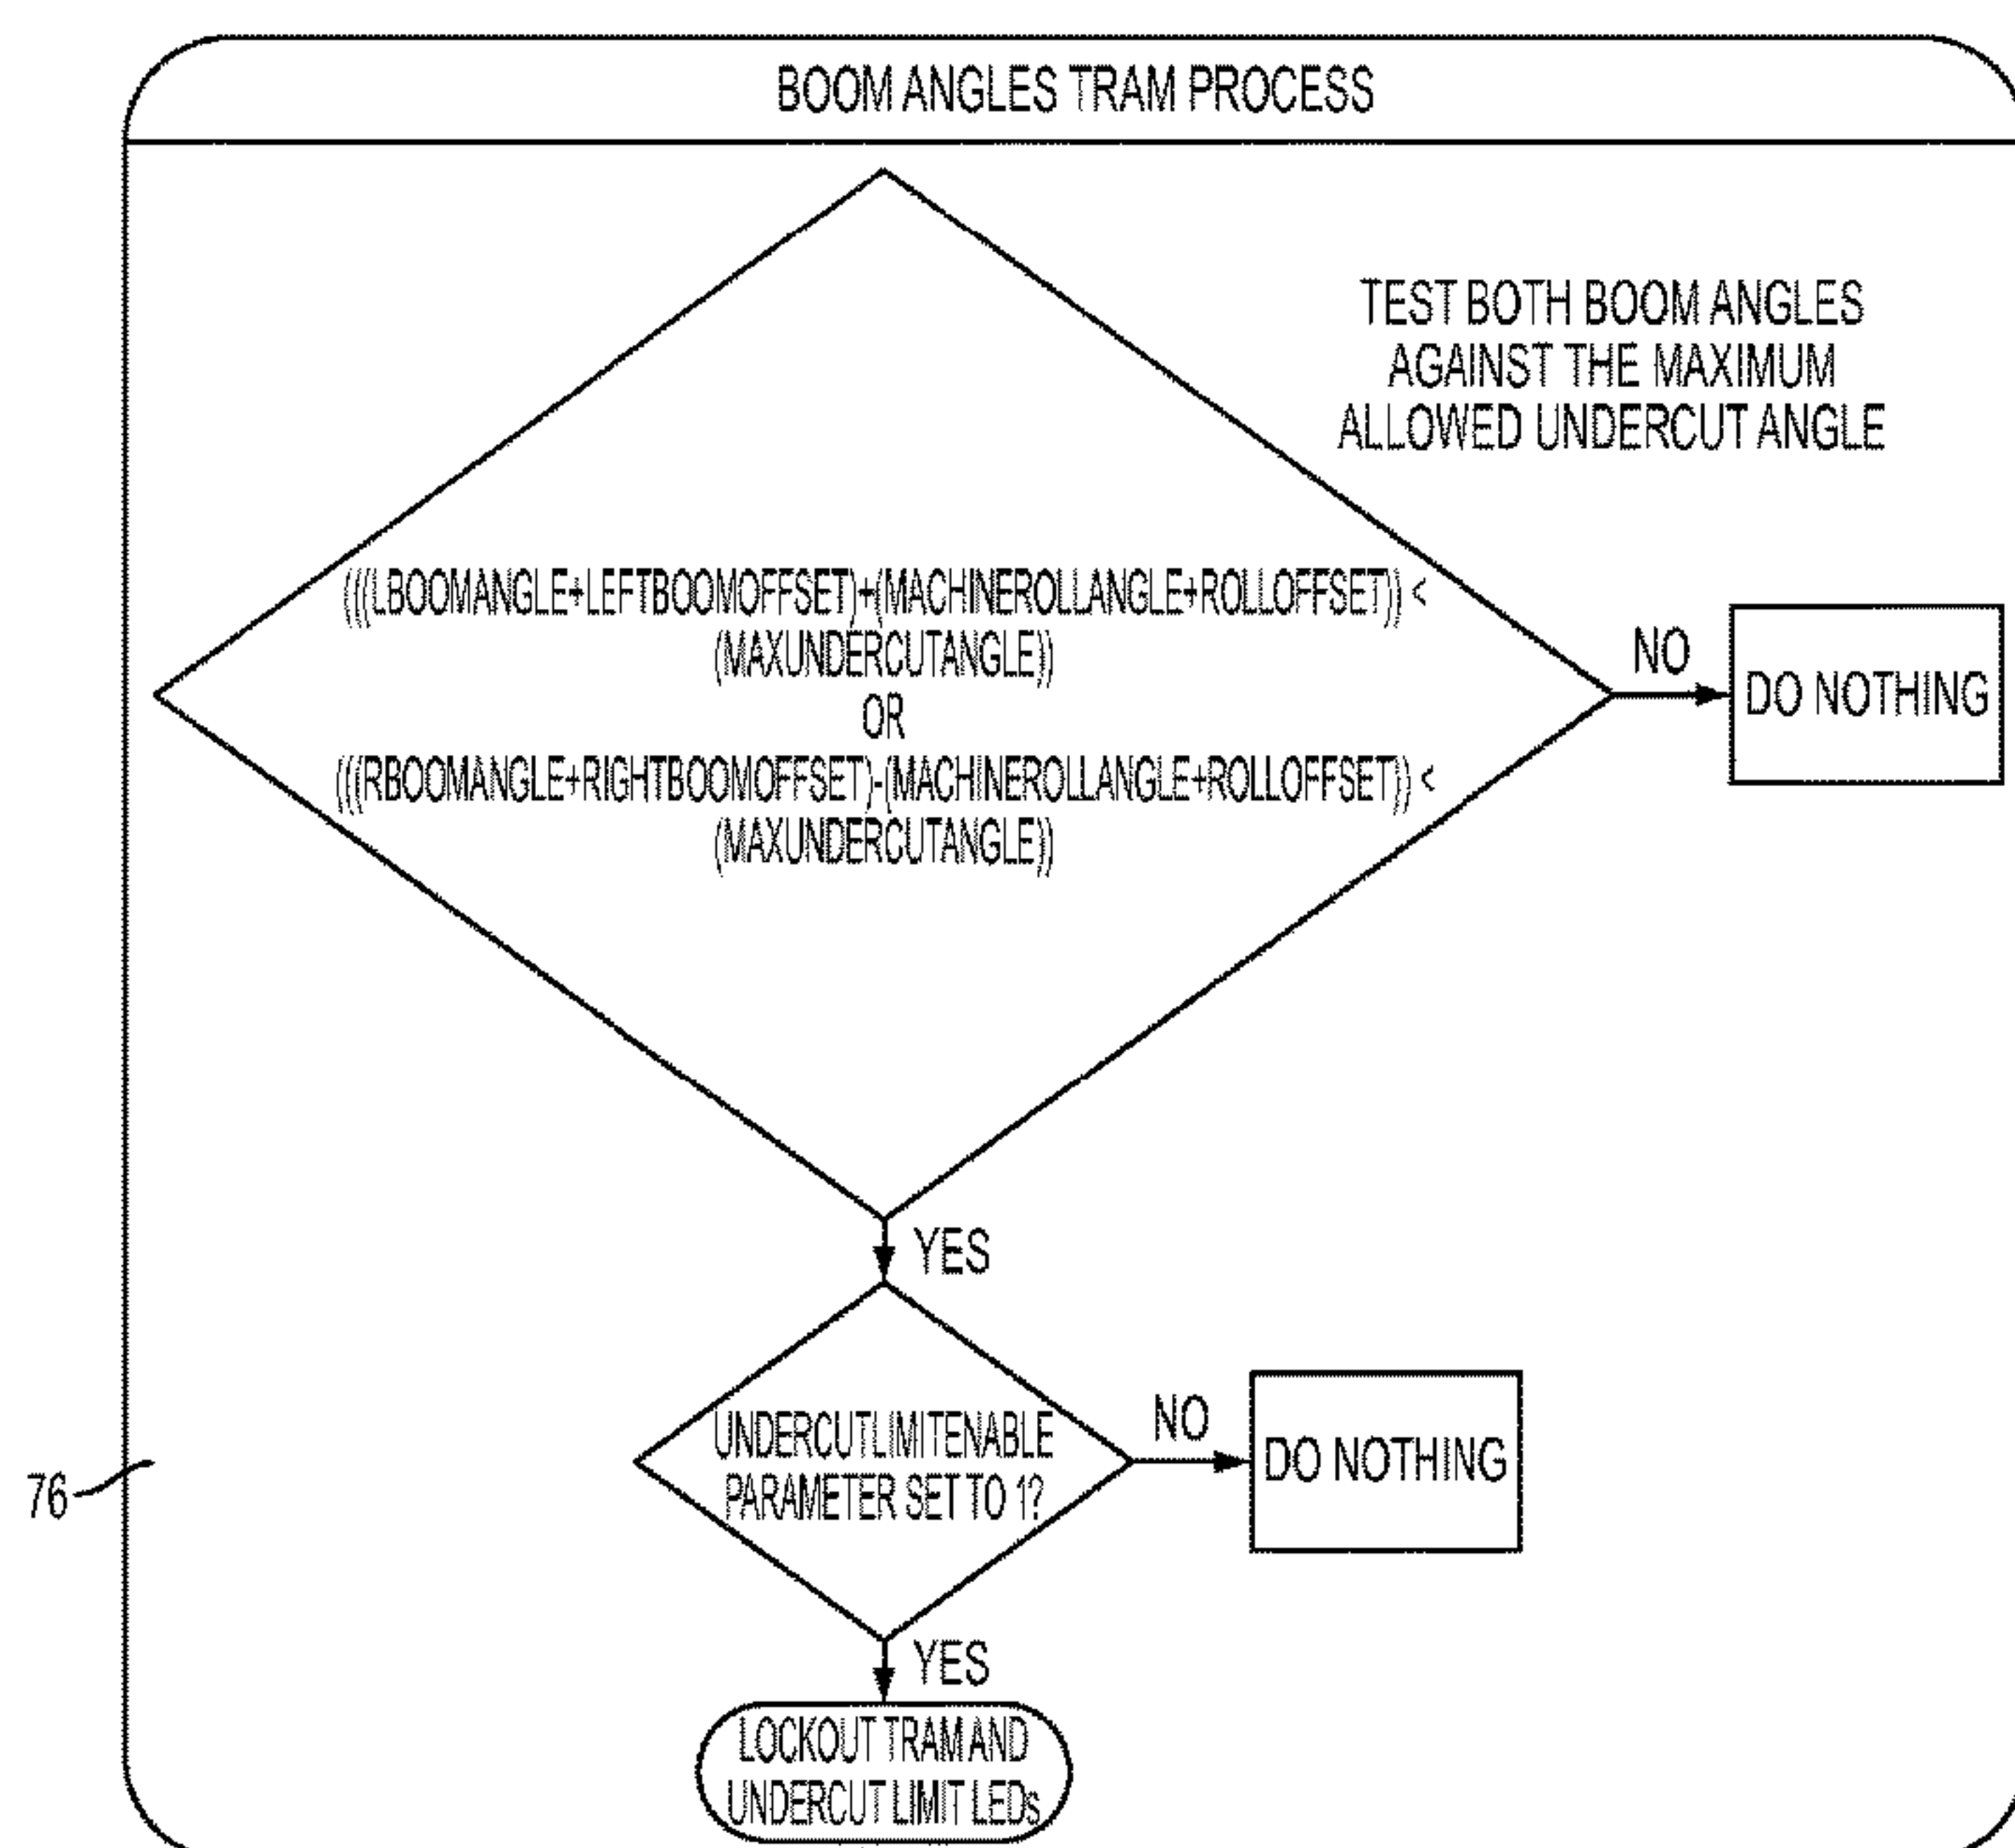 BOOM ANGLES TRAM PROCESS
TEST BOTH BOOM ANGLES
AGAINST THE MAXIMUM
ALLOWED UNDERCUT ANGLE
(((LBOOMANGLE+LEFTBOOMOFFSET)+(MACHINEROLLANGLE+ROLLOFFSET)) <
(MAXUNDERCUTANGLE))
OR
(((RBOOMANGLE+RIGHTBOOMOFFSET)-(MACHINEROLLANGLE+ROLLOFFSET)) <
(MAXUNDERCUTANGLE))
NO
DO NOTHING
YES
UNDERCUTLIMITENABLE
PARAMETER SET TO 1?
NO
DO NOTHING
76
YES
LOCKOUT TRAM AND
UNDERCUT LIMIT LEDs